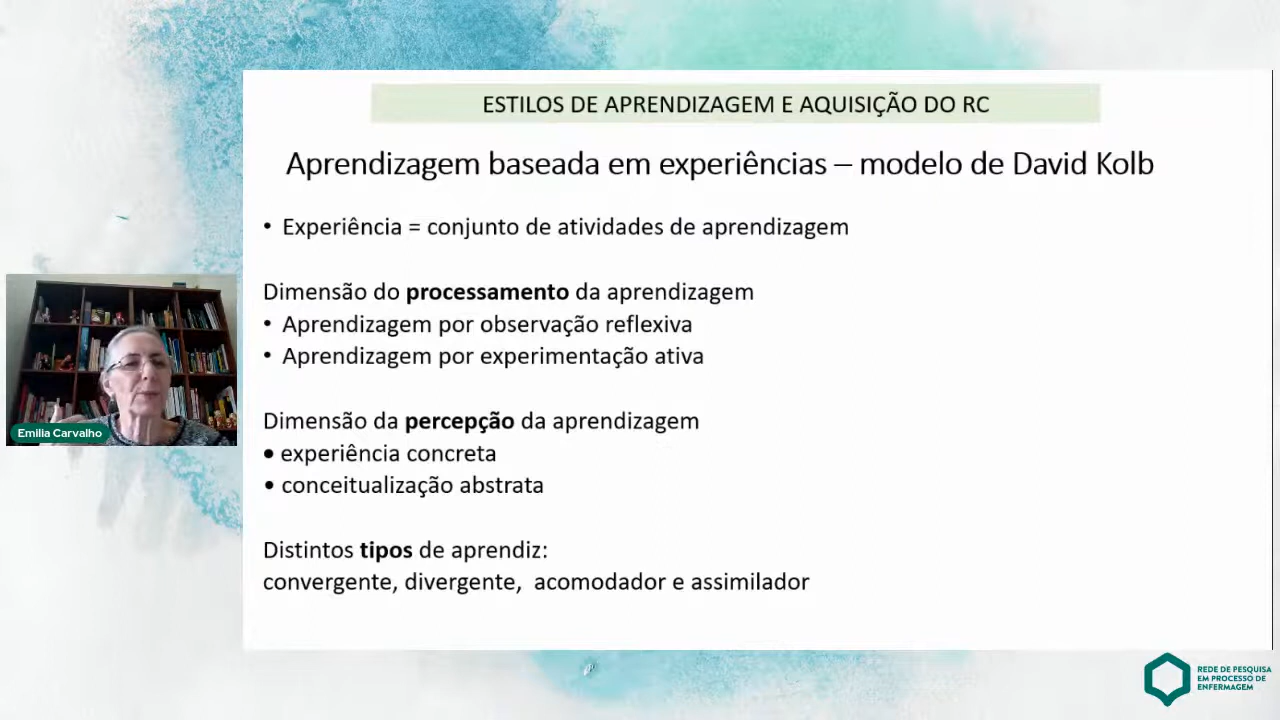 ESTILOS DE APRENDIZAGEM E AQUISIÇÃO DO RC
Aprendizagem baseada em experiências – modelo de David Kolb
• Experiência = conjunto de atividades de aprendizagem
Dimensão do processamento da aprendizagem
• Aprendizagem por observação reflexiva
• Aprendizagem por experimentação ativa
Dimensão da percepção da aprendizagem
• experiência concreta
• conceitualização abstrata
Distintos tipos de aprendiz:
convergente, divergente, acomodador e assimilador
Emilia Carvalho
REDE DE PESQUISA
EM PROCESSO DE
ENFERMAGEM